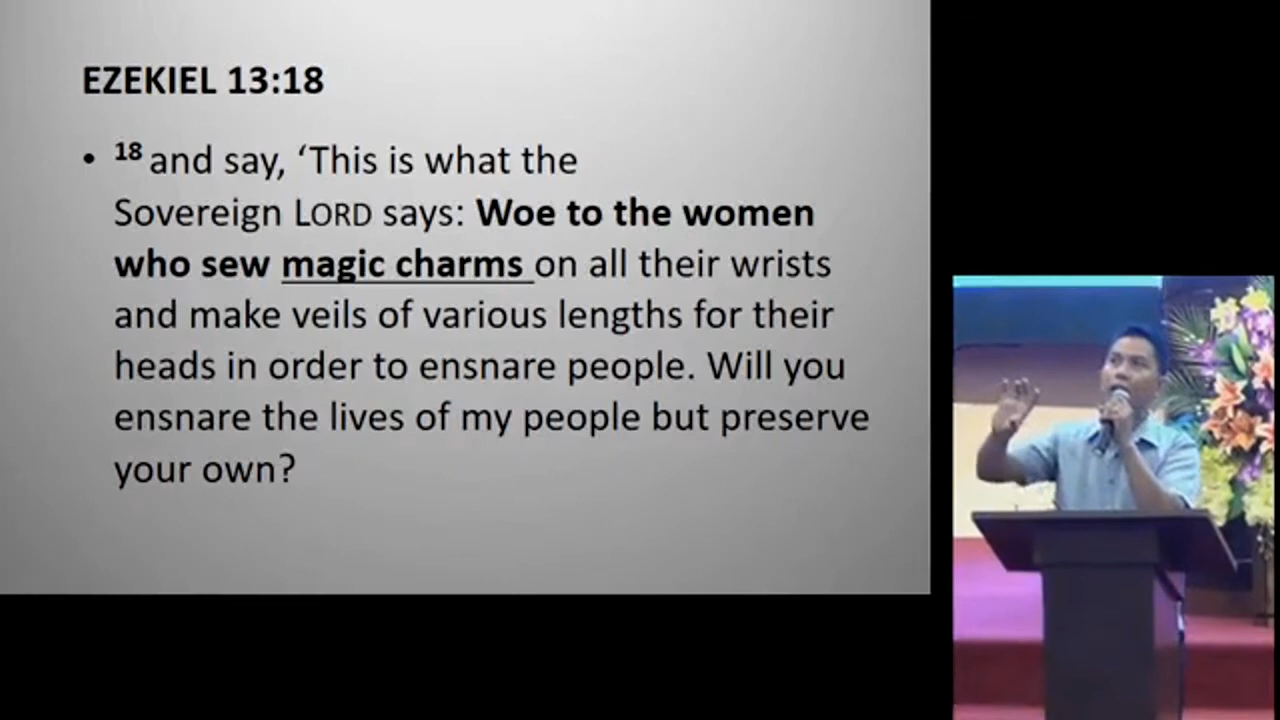 EZEKIEL 13:18
• 18 and say, ‘This is what the
Sovereign LORD says: Woe to the women
who sew magic charms on all their wrists
and make veils of various lengths for their
heads in order to ensnare people. Will you
ensnare the lives of my people but preserve
your own?